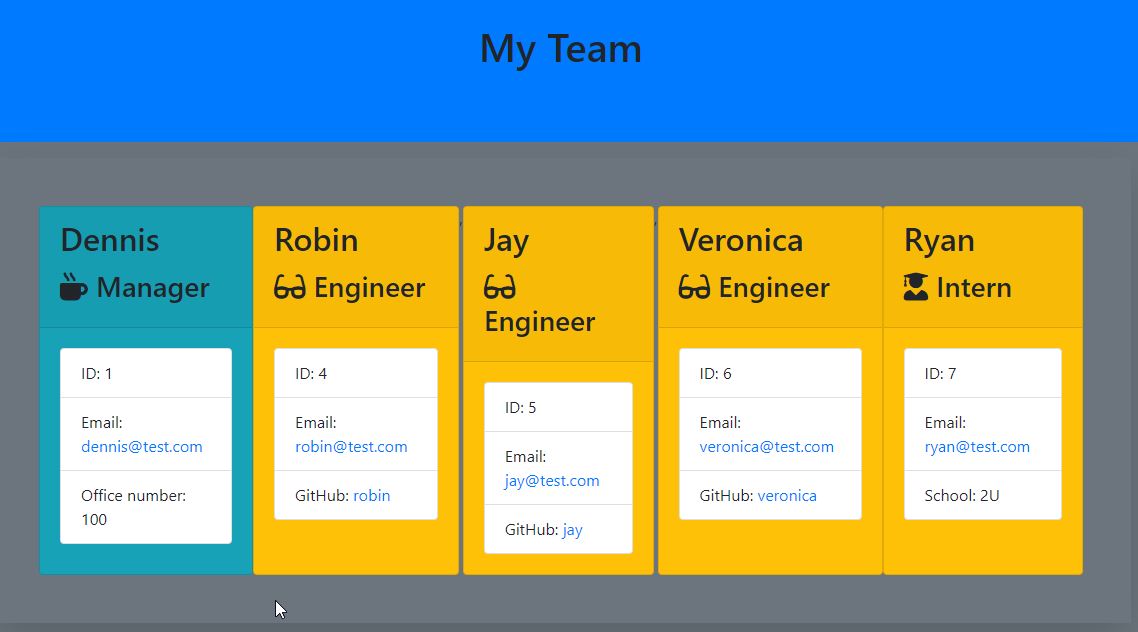 My Team
Dennis
Manager
ID: 1
Email:
dennis@test.com
Office number:
100
Robin
Engineer
ID: 4
Email:
robin@test.com
GitHub: robin
,
Jay
Engineer
ID: 5
Email:
jay@test.com
GitHub: jay
,
Veronica
Engineer
ID: 6
Email:
veronica@test.com
GitHub: veronica
Ryan
Intern
ID: 7
Email:
ryan@test.com
School: 2U